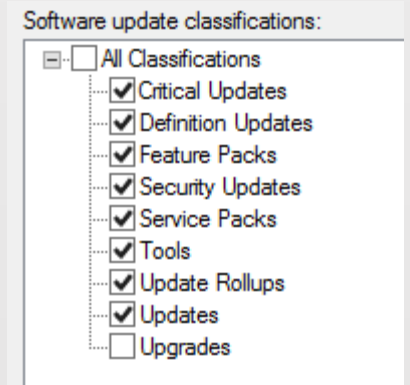 Software update classifications:
All Classifications
Critical Updates
Definition Updates
Feature Packs
Security Updates
Service Packs
Tools
Update Rollups
Updates
Upgrades